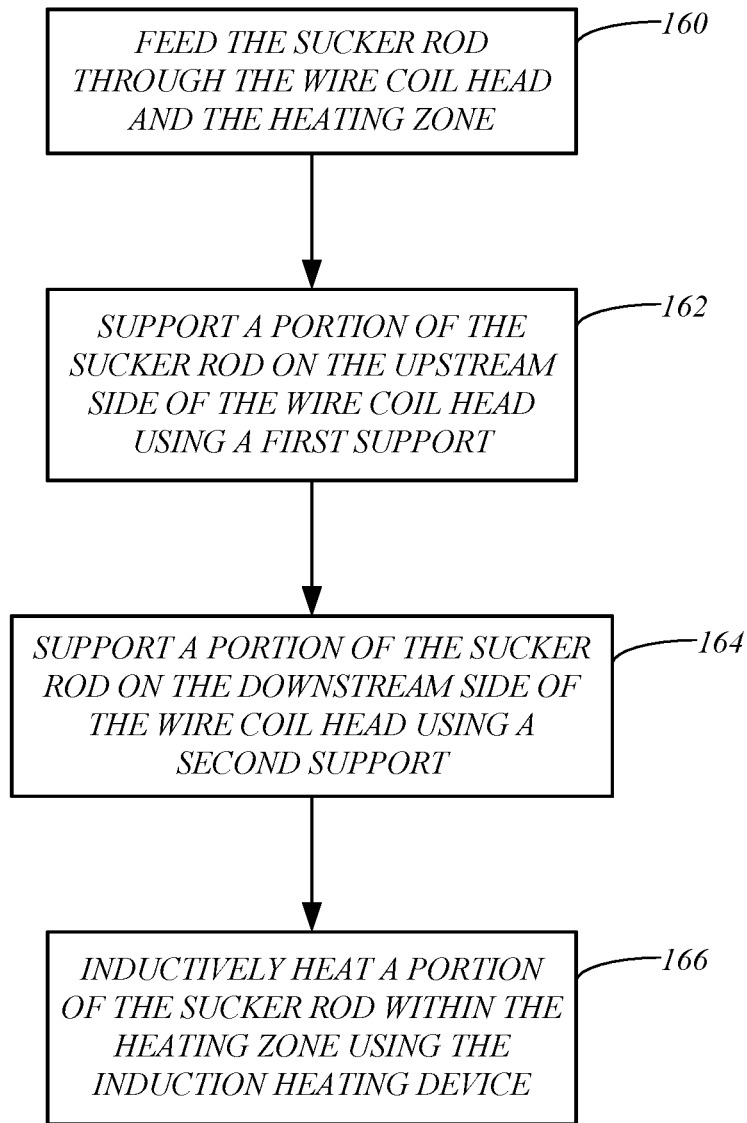 FEED THE SUCKER ROD
THROUGH THE WIRE COIL HEAD
AND THE HEATING ZONE
160
SUPPORT A PORTION OF THE
SUCKER ROD ON THE UPSTREAM
SIDE OF THE WIRE COIL HEAD
USING A FIRST SUPPORT
162
SUPPORT A PORTION OF THE SUCKER
ROD ON THE DOWNSTREAM SIDE OF
THE WIRE COIL HEAD USING A
SECOND SUPPORT
164
INDUCTIVELY HEAT A PORTION
OF THE SUCKER ROD WITHIN THE
HEATING ZONE USING THE
INDUCTION HEATING DEVICE
166